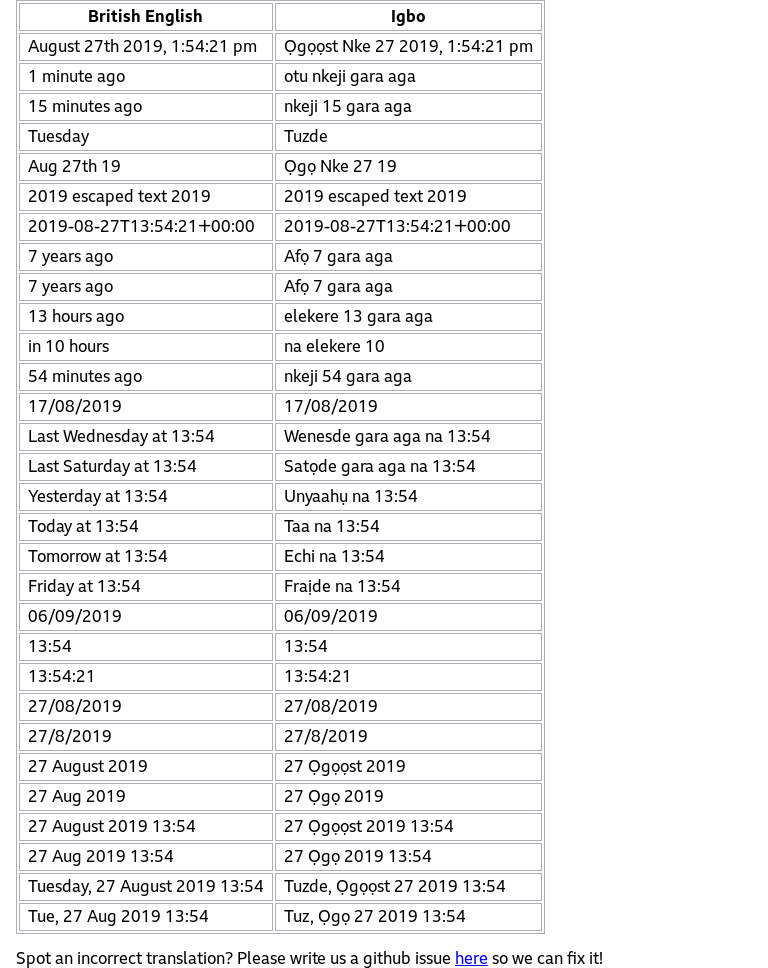 British English Igbo
August 27th 2019, 1:54:21 pm Ọgọọst Nke 27 2019, 1:54:21 pm
1 minute ago otu nkeji gara aga
15 minutes ago nkeji 15 gara aga
Tuesday Tuzde
Aug 27th 19 Ọgọ Nke 27 19
2019 escaped text 2019 2019 escaped text 2019
2019-08-27T13:54:21+00:00 2019-08-27T13:54:21+00:00
7 years ago Afọ 7 gara aga
7 years ago Afọ 7 gara aga
13 hours ago elekere 13 gara aga
in 10 hours na elekere 10
54 minutes ago nkeji 54 gara aga
17/08/2019 17/08/2019
Last Wednesday at 13:54 Wenesde gara aga na 13:54
Last Saturday at 13:54 Satọde gara aga na 13:54
Yesterday at 13:54 Unyaahụ na 13:54
Today at 13:54 Taa na 13:54
Tomorrow at 13:54 Echi na 13:54
Friday at 13:54 Fraịde na 13:54
06/09/2019 06/09/2019
13:54 13:54
13:54:21 13:54:21
27/08/2019 27/08/2019
27/8/2019 27/8/2019
27 August 2019 27 Ọgọọst 2019
27 Aug 2019 27 Ọgọ 2019
27 August 2019 13:54 27 Ọgọọst 2019 13:54
27 Aug 2019 13:54 27 Ọgọ 2019 13:54
Tuesday, 27 August 2019 13:54 Tuzde, Ọgọọst 27 2019 13:54
Tue, 27 Aug 2019 13:54 Tuz, Ọgọ 27 2019 13:54
Spot an incorrect translation? Please write us a github issue here so we can fix it!